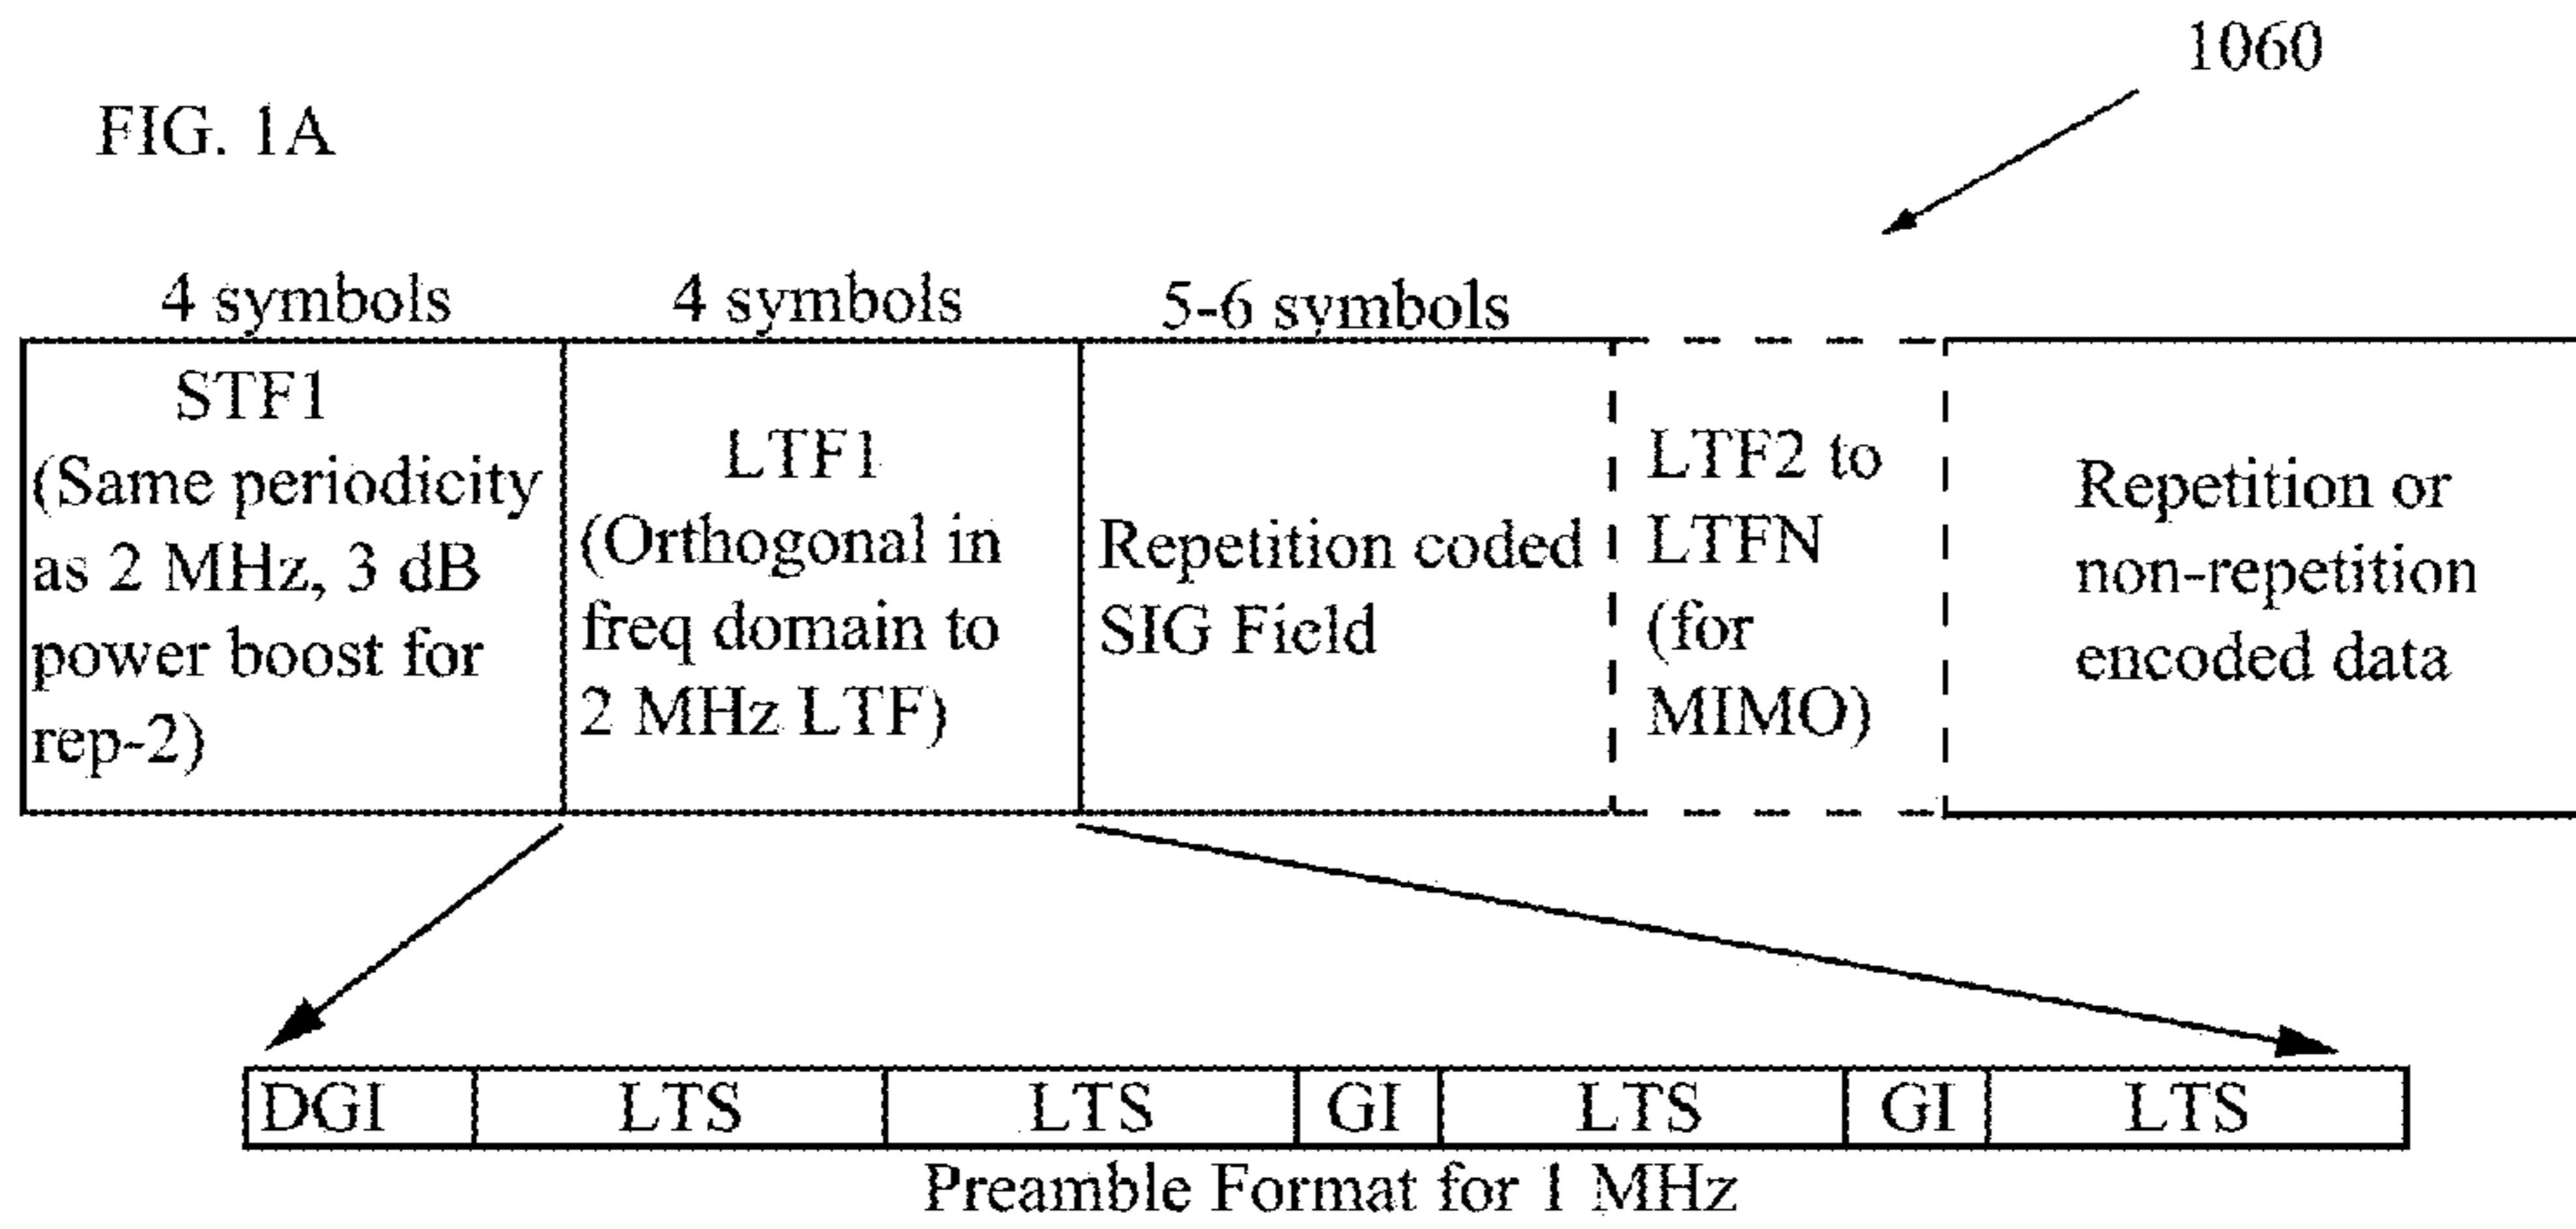 1060
FIG. 1A
4 symbols
4 symbols
5-6 symbols
STF1
(Same periodicity
as 2 MHz, 3 dB
power boost for
rep-2)
LTF1
(Orthogonal in
freq domain to
2 MHz LTF)
Repetition coded
SIG Field
LTF2 to
LTFN
(for
MIMO)
Repetition or
non-repetition
encoded data
DGI
LTS
LTS
GI
LTS
GI
LTS
Preamble Format for 1 MHz